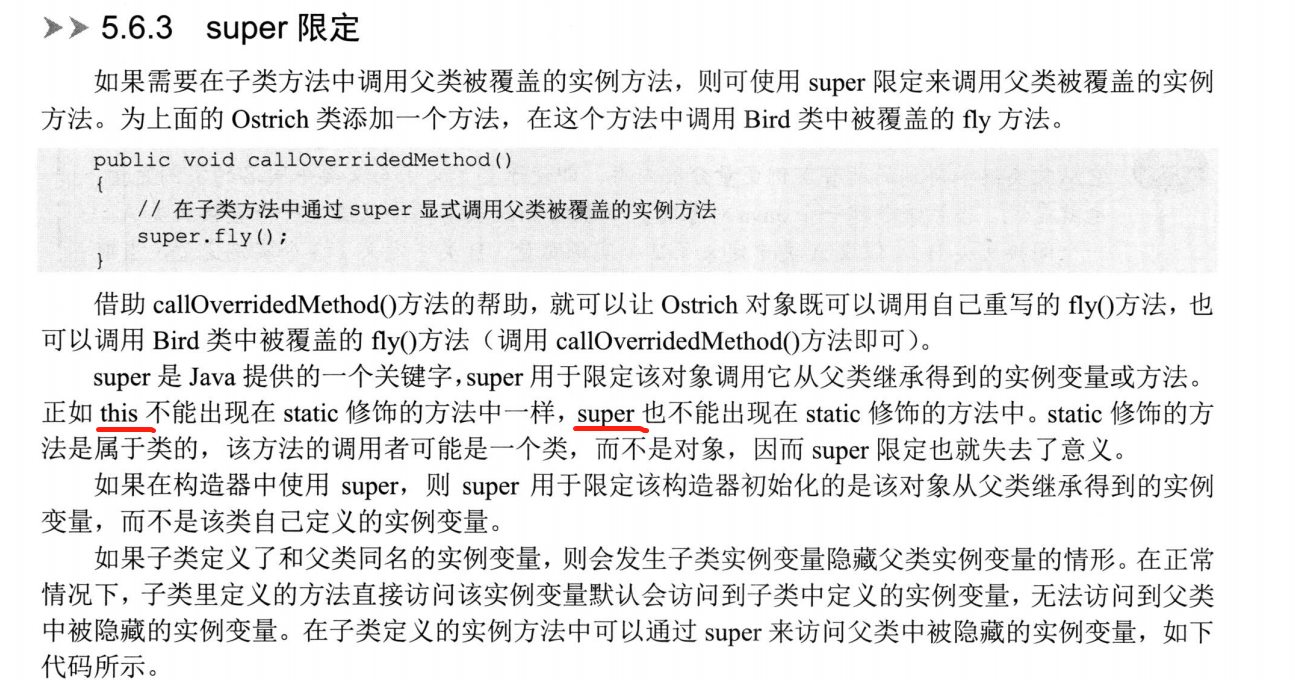 5.6.3 super 限定
如果需要在子类方法中调用父类被覆盖的实例方法，则可使用 super 限定来调用父类被覆盖的实例
方法。为上面的 Ostrich 类添加一个方法，在这个方法中调用 Bird 类中被覆盖的 fly 方法。
public void callOverridedMethod()
{
// 在子类方法中通过 super 显式调用父类被覆盖的实例方法
super.fly();
}
借助 callOverridedMethod()方法的帮助，就可以让 Ostrich 对象既可以调用自己重写的 fly()方法，也
可以调用 Bird 类中被覆盖的 fly()方法（调用 callOverridedMethod()方法即可）。
super 是 Java 提供的一个关键字，super 用于限定该对象调用它从父类继承得到的实例变量或方法。
正如 this 不能出现在 static 修饰的方法中一样，super 也不能出现在 static 修饰的方法中。static 修饰的方
法是属于类的，该方法的调用者可能是一个类，而不是对象，因而 super 限定也就失去了意义。
如果在构造器中使用 super，则 super 用于限定该构造器初始化的是该对象从父类继承得到的实例
变量，而不是该类自己定义的实例变量。
如果子类定义了和父类同名的实例变量，则会发生子类实例变量隐藏父类实例变量的情形。在正常
情况下，子类里定义的方法直接访问该实例变量默认会访问到子类中定义的实例变量，无法访问到父类
中被隐藏的实例变量。在子类定义的实例方法中可以通过 super 来访问父类中被隐藏的实例变量，如下
代码所示。